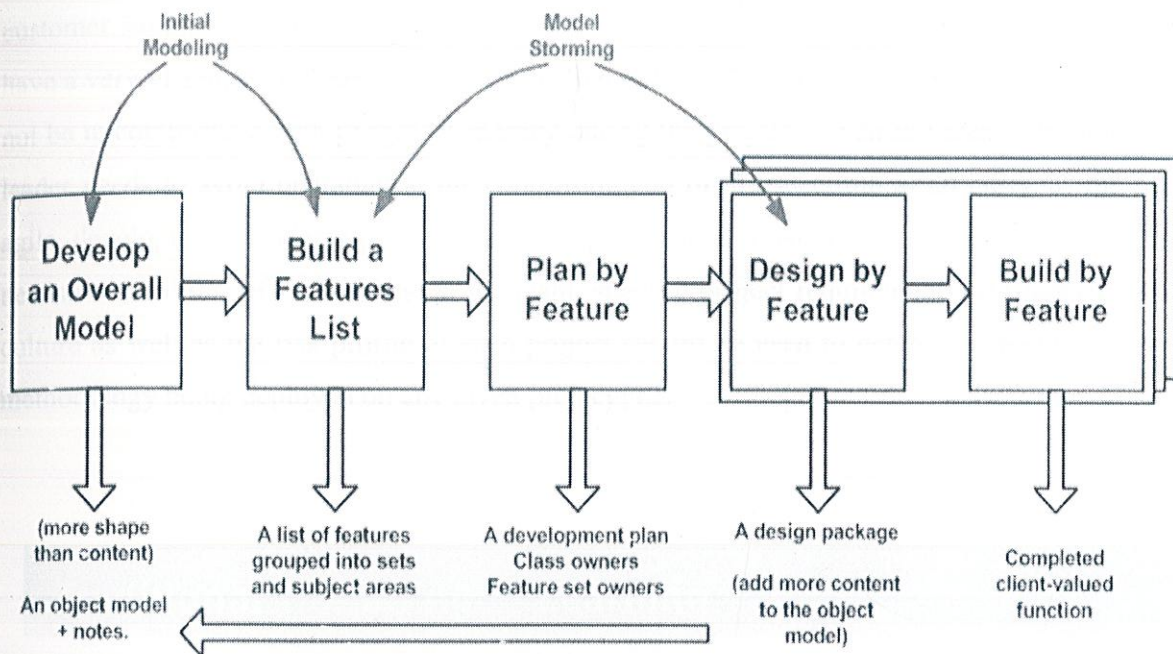 Initial
Modeling
Model
Storming
Develop
an Overall
Model
Build a
Features
List
Plan by
Feature
Design by
Feature
Build by
Feature
(more shape
than content)
An object model
+ notes.
A list of features
grouped into sets
and subject areas
A development plan
Class owners
Feature set owners
A design package
(add more content
to the object
model)
Completed
client-valued
function